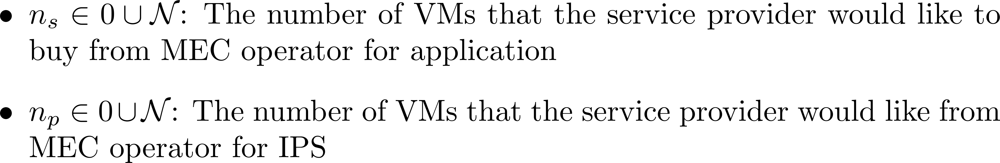 • $n_s \in 0 \cup \mathcal{N}$: The number of VMs that the service provider would like to
buy from MEC operator for application
• $n_p \in 0 \cup \mathcal{N}$: The number of VMs that the service provider would like from
MEC operator for IPS